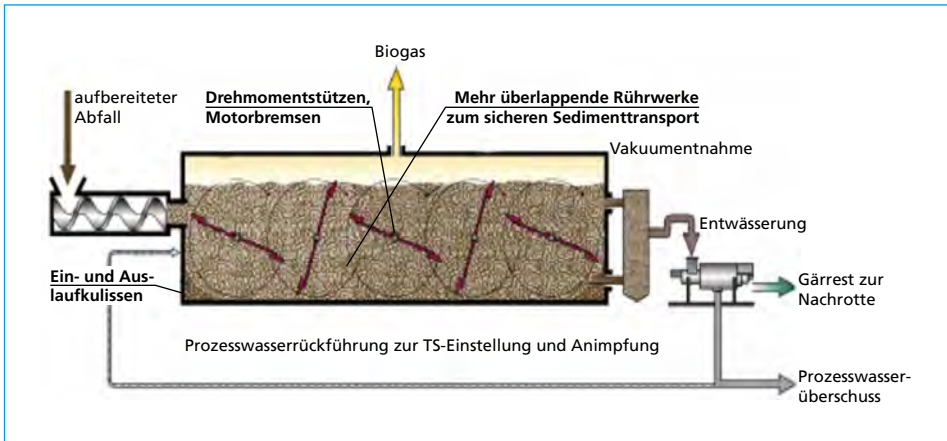 Biogas
aufbereiteter
Abfall
Drehmomentstützen,
Motorbremsen
Mehr überlappende Rührwerke
zum sicheren Sedimenttransport
Vakuumentnahme
Entwässerung
Ein- und Aus-
laufkulissen
Gärrest zur
Nachrotte
Prozesswasserrückführung zur TS-Einstellung und Animpfung
Prozesswasser-
überschuss